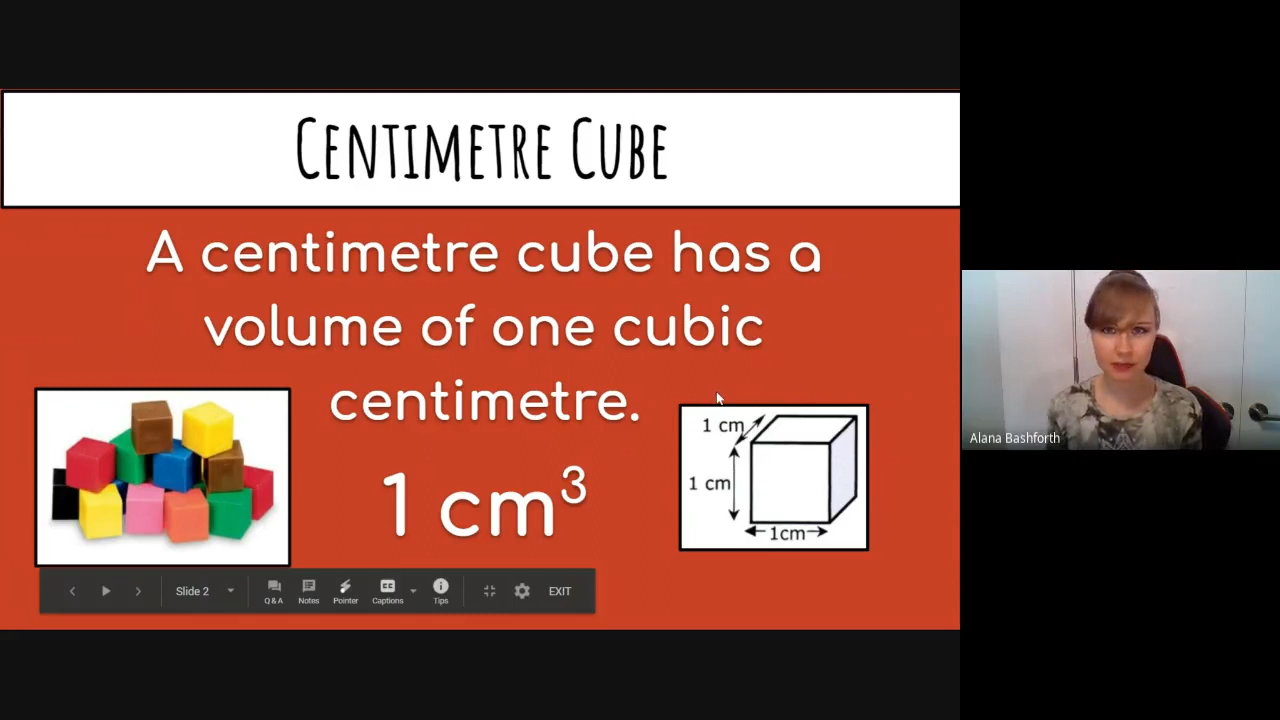 CENTIMETRE CUBE
A centimetre cube has a
volume of one cubic
centimetre.
1 cm³
1 cm
1 cm
1cm
Slide 2
Q & A
Notes
Pointer
Captions
Tips
EXIT
Alana Bashforth